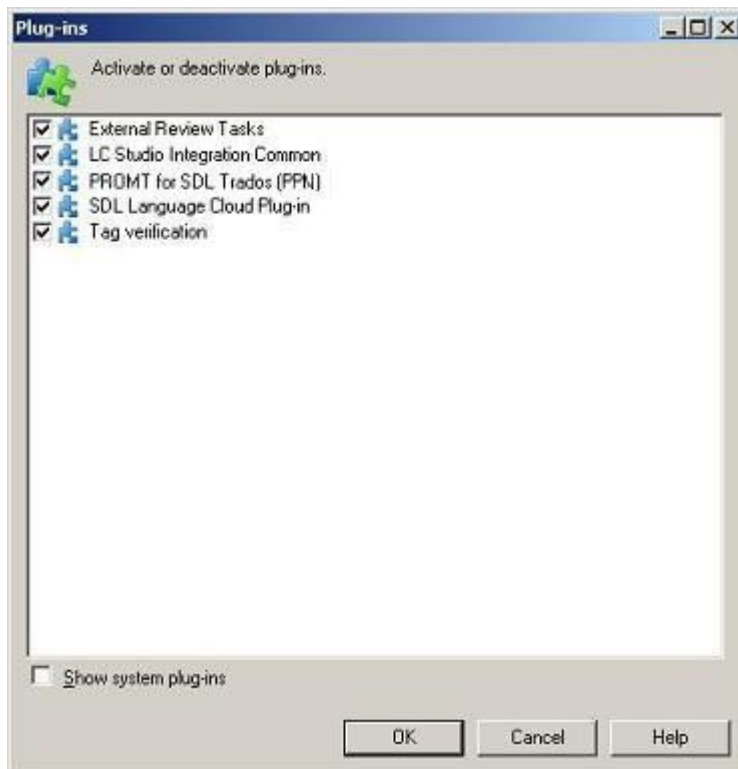 Plug-ins
Activate or deactivate plug-ins.
External Review Tasks
LC Studio Integration Common
PROMT for SDL Trados (PPN)
SDL Language Cloud Plug-in
Tag verification
Show system plug-ins
OK Cancel Help